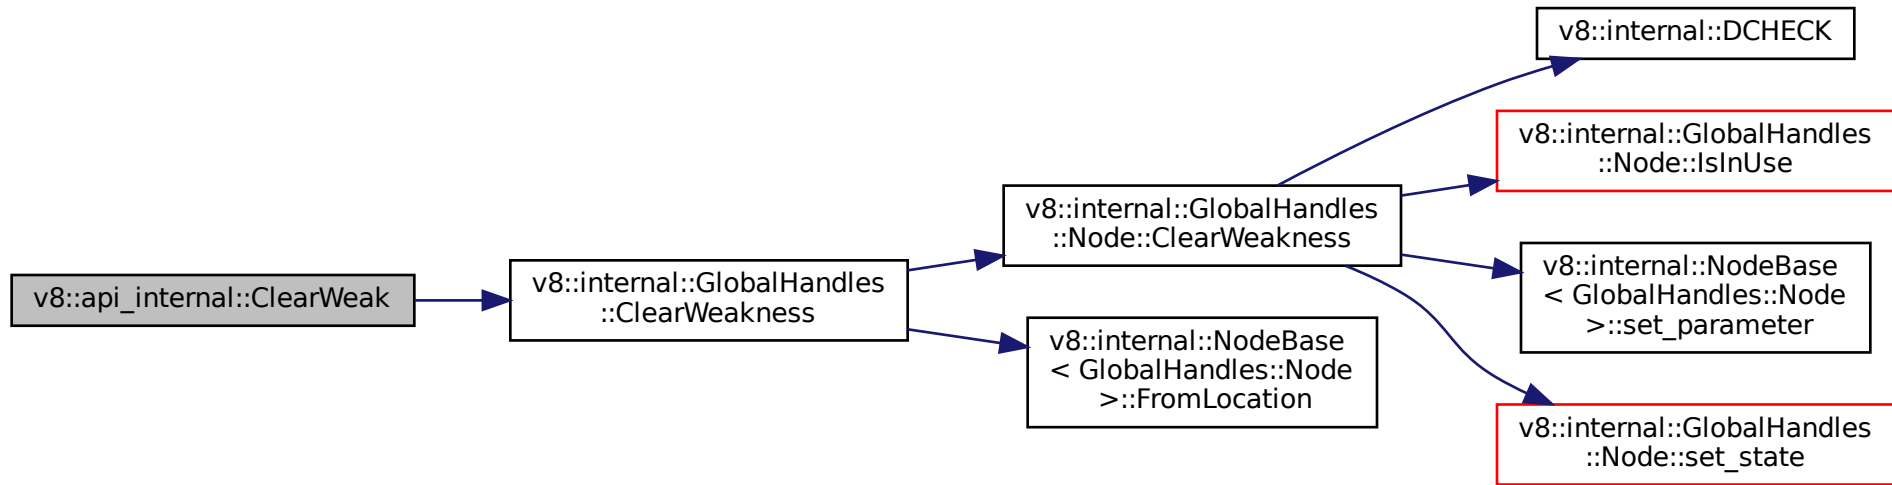 v8::api_internal::ClearWeak
v8::internal::GlobalHandles
::ClearWeakness
v8::internal::GlobalHandles
::Node::ClearWeakness
v8::internal::NodeBase
< GlobalHandles::Node
>::FromLocation
v8::internal::DCHECK
v8::internal::GlobalHandles
::Node::IsInUse
v8::internal::NodeBase
< GlobalHandles::Node
>::set_parameter
v8::internal::GlobalHandles
::Node::set_state